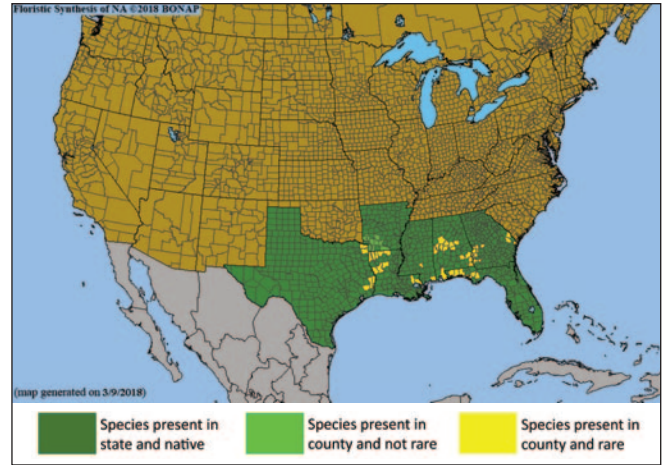 Floristic Synthesis of NA ©2018 BONAP
(map generated on 3/9/2018)
Species present in
state and native
Species present in
county and not rare
Species present in
county and rare